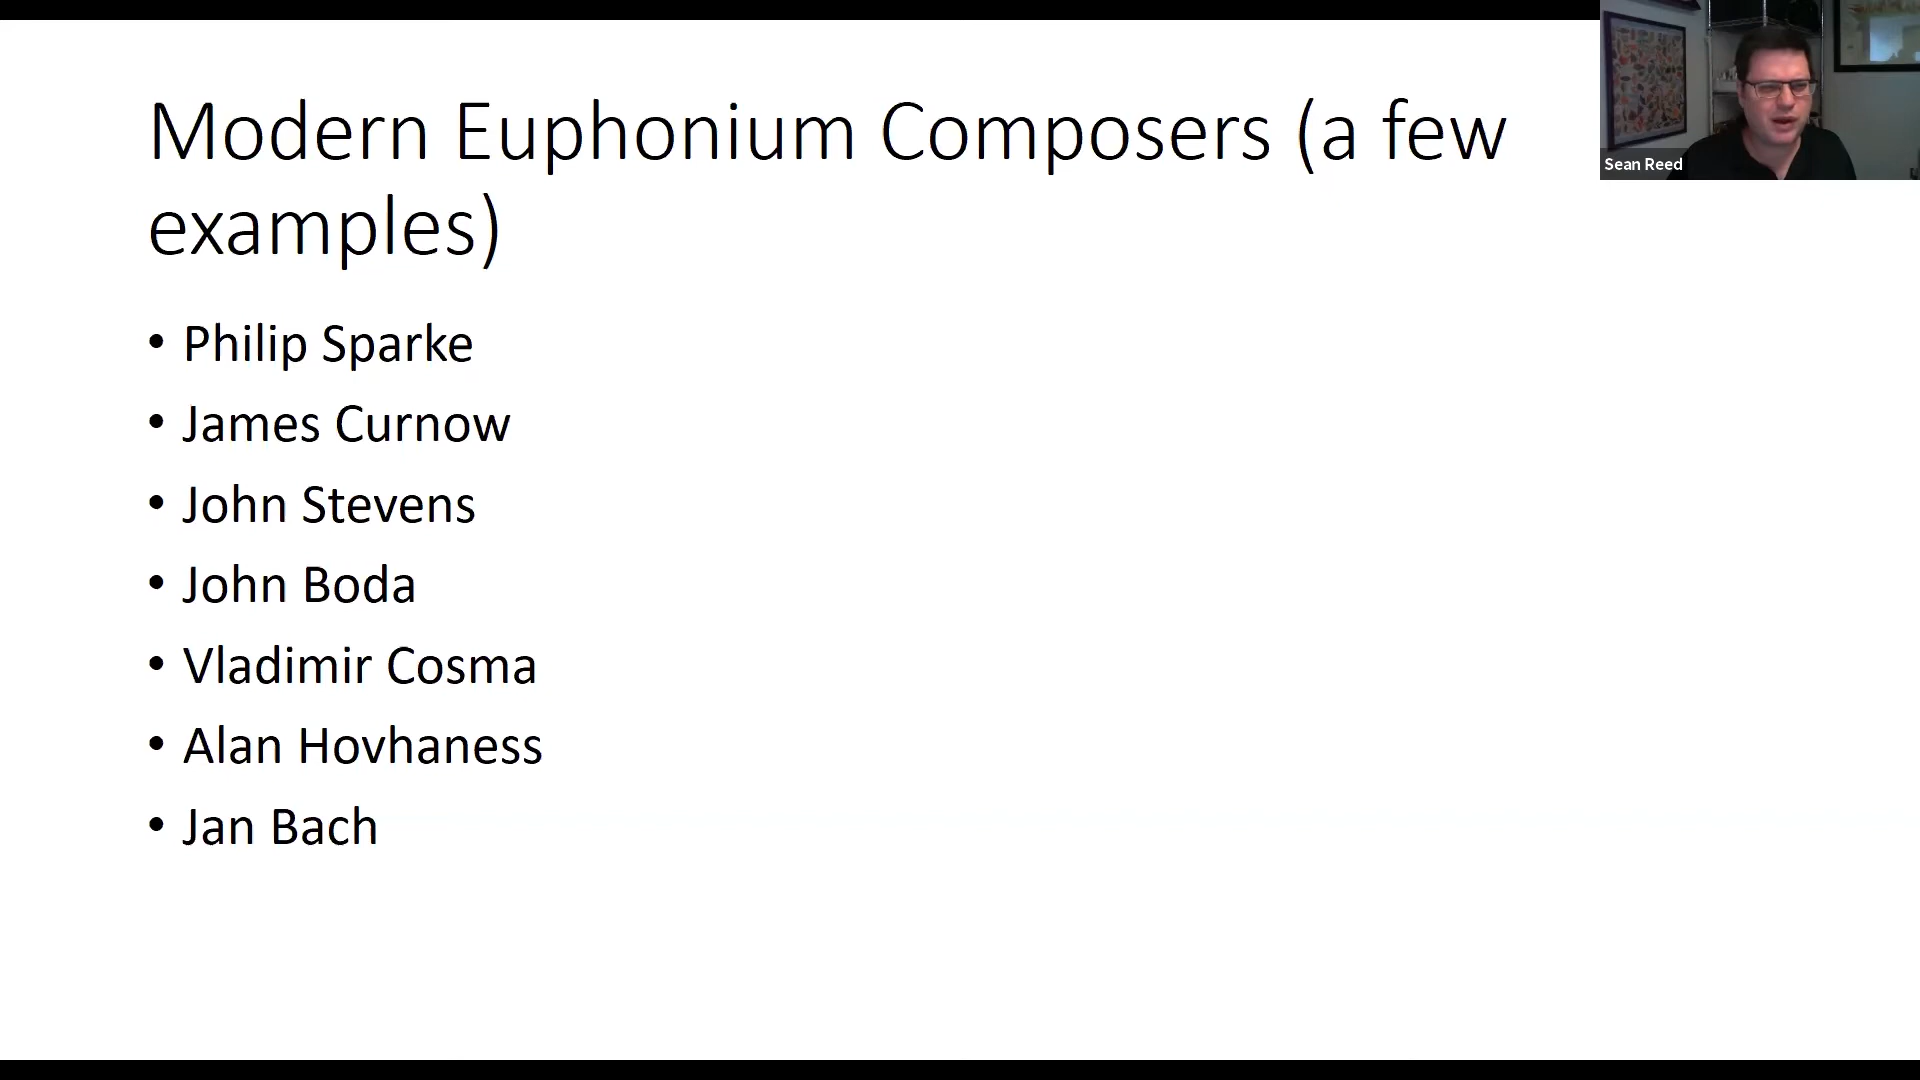 Modern Euphonium Composers (a few
examples)
• Philip Sparke
• James Curnow
• John Stevens
• John Boda
• Vladimir Cosma
• Alan Hovhaness
• Jan Bach
Sean Reed